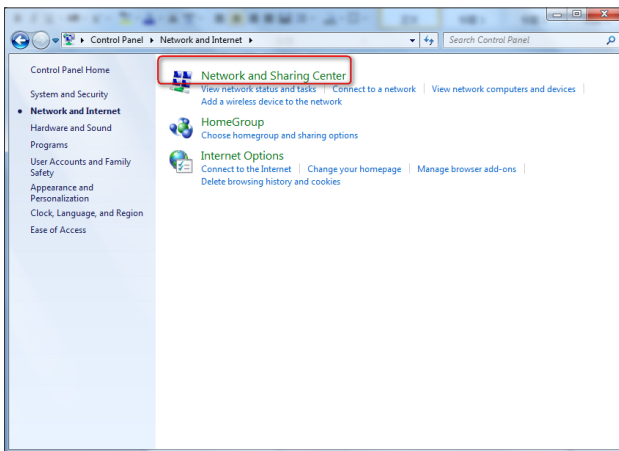 Control Panel ▸ Network and Internet ▸
Search Control Panel
Control Panel Home
System and Security
Network and Internet
Hardware and Sound
Programs
User Accounts and Family
Safety
Appearance and
Personalization
Clock, Language, and Region
Ease of Access
Network and Sharing Center
View network status and tasks | Connect to a network | View network computers and devices |
Add a wireless device to the network
HomeGroup
Choose homegroup and sharing options
Internet Options
Connect to the Internet | Change your homepage | Manage browser add-ons |
Delete browsing history and cookies